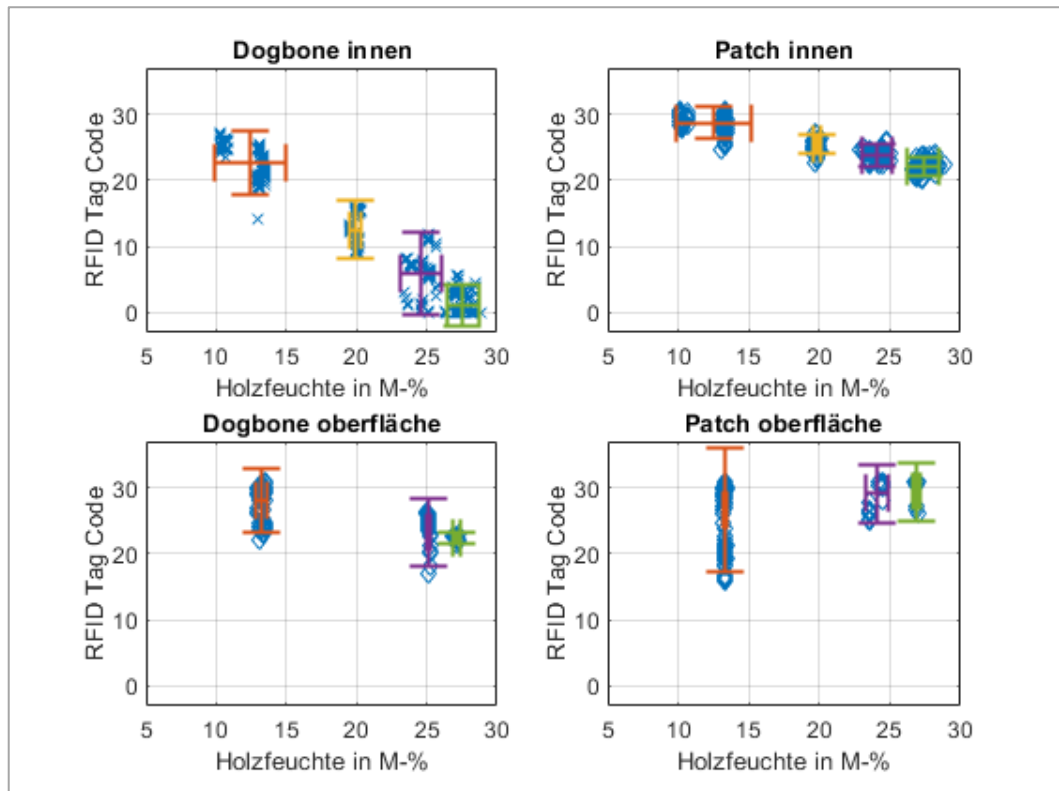 Dogbone innen
RFID Tag Code
30
20
10
0
5 10 15 20 25 30
Holzfeuchte in M-%
Patch innen
RFID Tag Code
30
20
10
0
5 10 15 20 25 30
Holzfeuchte in M-%
Dogbone oberfläche
RFID Tag Code
30
20
10
0
5 10 15 20 25 30
Holzfeuchte in M-%
Patch oberfläche
RFID Tag Code
30
20
10
0
5 10 15 20 25 30
Holzfeuchte in M-%